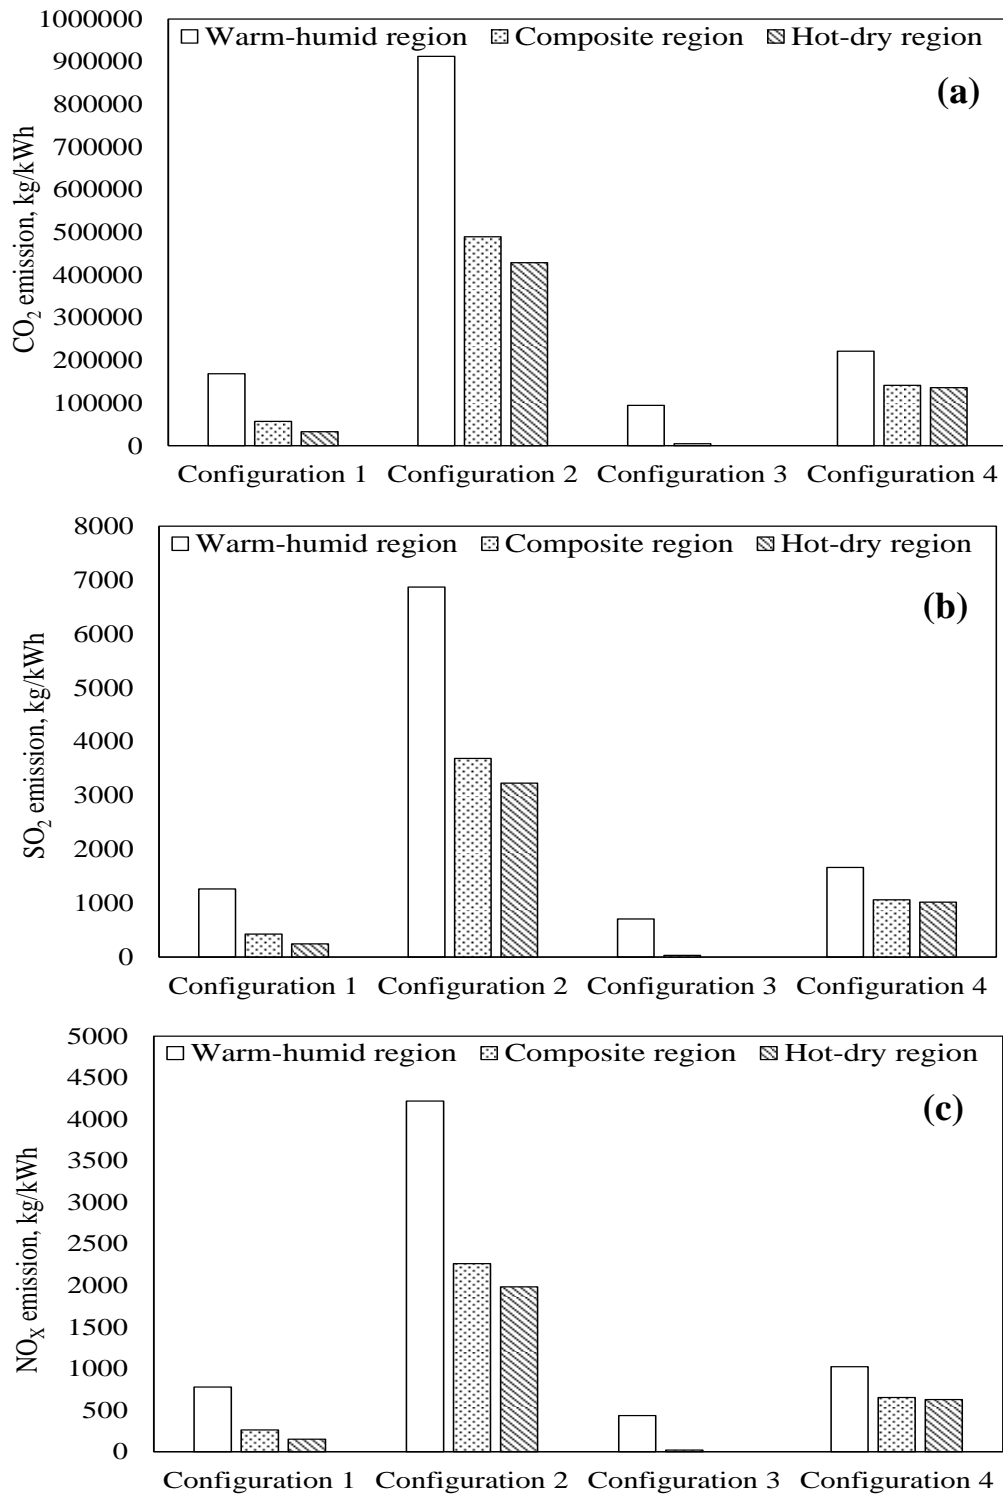 1000000
900000
800000
700000
600000
500000
400000
300000
200000
100000
0
CO₂ emission, kg/kWh
Warm-humid region Composite region Hot-dry region
(a)
Configuration 1 Configuration 2 Configuration 3 Configuration 4
8000
7000
6000
5000
4000
3000
2000
1000
0
SO₂ emission, kg/kWh
Warm-humid region Composite region Hot-dry region
(b)
Configuration 1 Configuration 2 Configuration 3 Configuration 4
5000
4500
4000
3500
3000
2500
2000
1500
1000
500
0
NOX emission, kg/kWh
Warm-humid region Composite region Hot-dry region
(c)
Configuration 1 Configuration 2 Configuration 3 Configuration 4